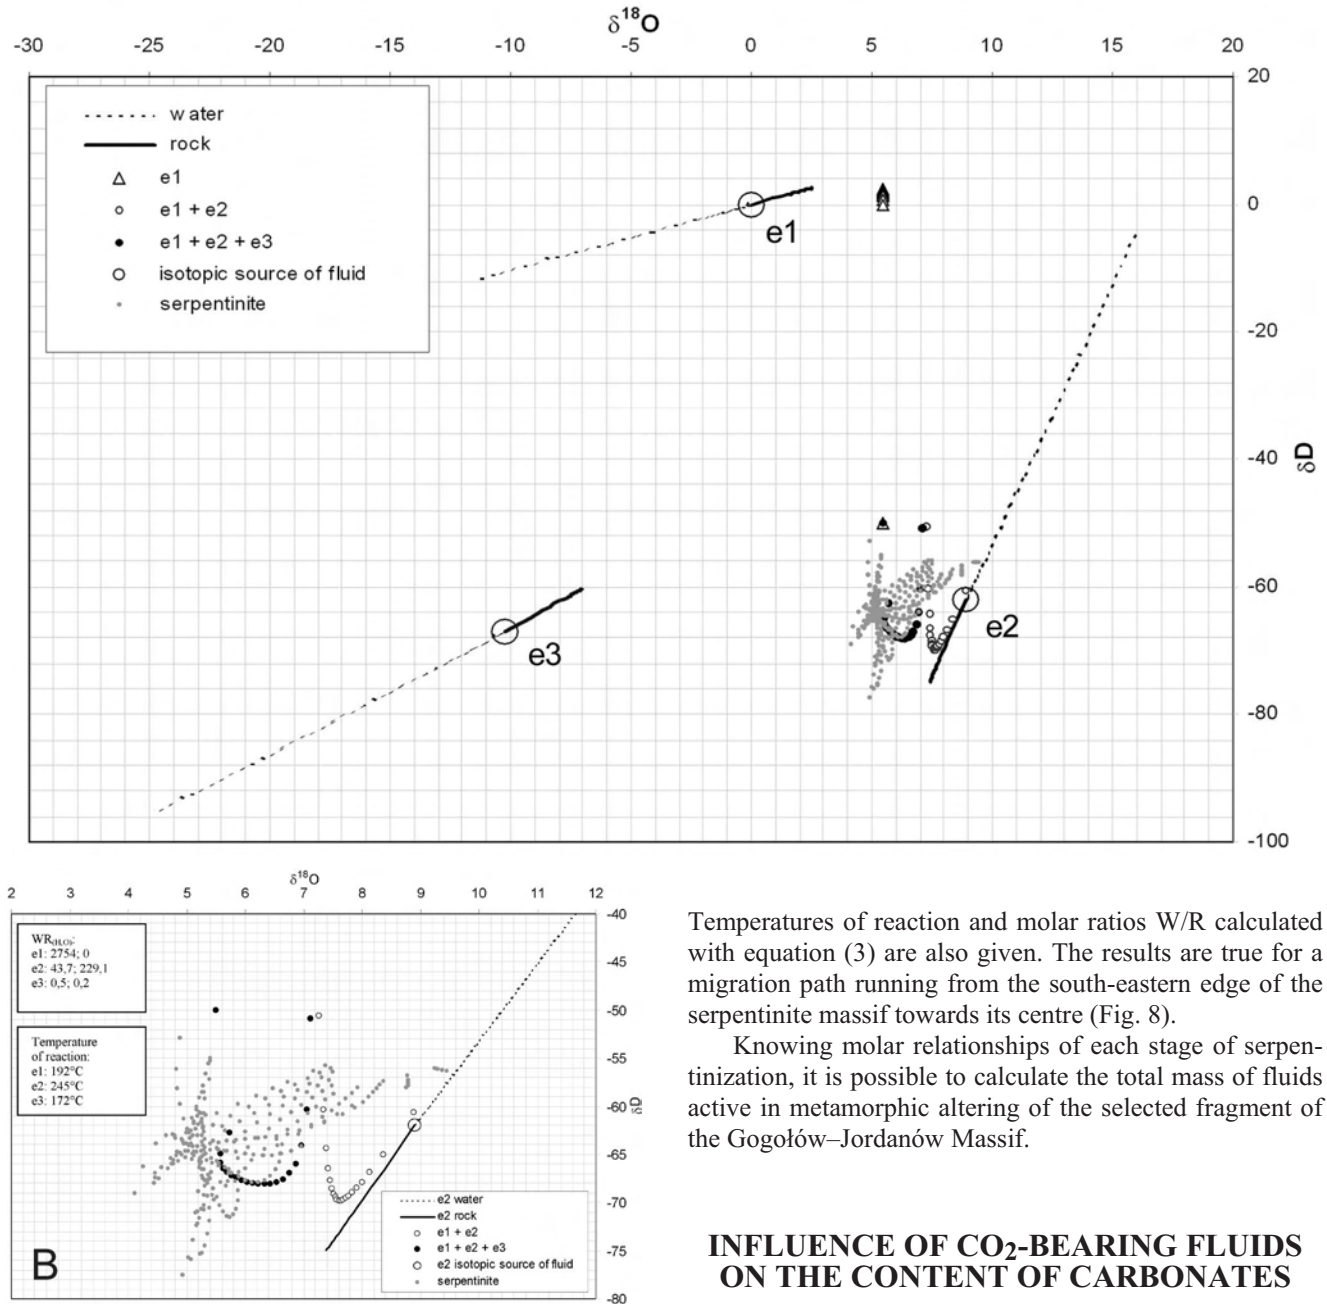 δ18O
-30 -25 -20 -15 -10 -5 0 5 10 15 20
20
0
-20
-40
-60
-80
-100
δD
water
rock
e1
e1 + e2
e1 + e2 + e3
isotopic source of fluid
serpentinite
e1
e2
e3
δ18O
2 3 4 5 6 7 8 9 10 11 12
-40
-45
-50
-55
-60
-65
-70
-75
-80
δD
WR(H2O):
e1: 2754; 0
e2: 43,7; 229,1
e3: 0,5; 0,2
Temperature
of reaction:
e1: 192°C
e2: 245°C
e3: 172°C
e2 water
e2 rock
e1 + e2
e1 + e2 + e3
e2 isotopic source of fluid
serpentinite
B
Temperatures of reaction and molar ratios W/R calculated
with equation (3) are also given. The results are true for a
migration path running from the south-eastern edge of the
serpentinite massif towards its centre (Fig. 8).
Knowing molar relationships of each stage of serpen-
tinization, it is possible to calculate the total mass of fluids
active in metamorphic altering of the selected fragment of
the Gogołów–Jordanów Massif.
INFLUENCE OF CO2-BEARING FLUIDS
ON THE CONTENT OF CARBONATES